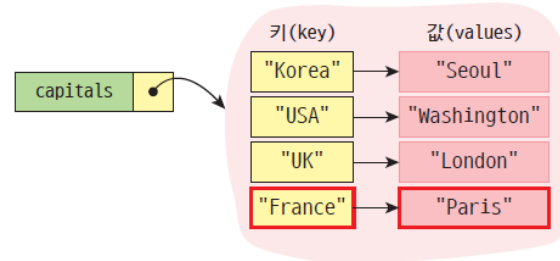 키(key) 값(values)
capitals
"Korea" "Seoul"
"USA" "Washington"
"UK" "London"
"France" "Paris"